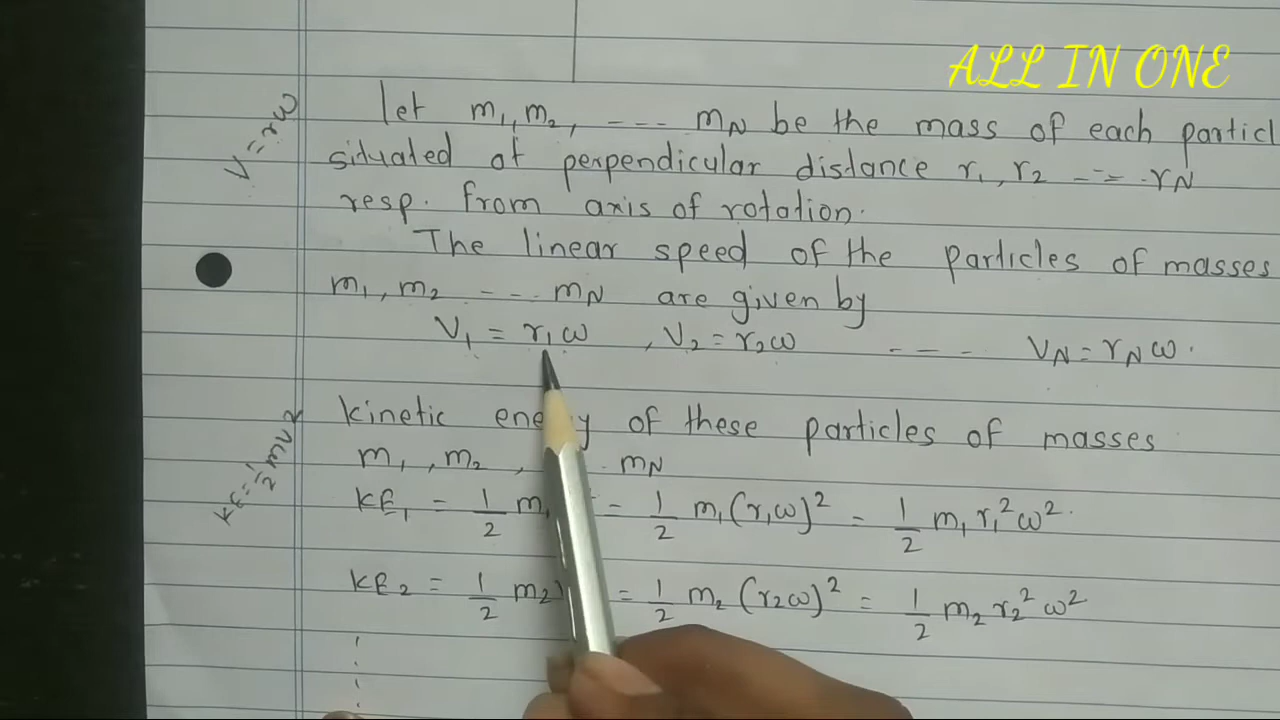 ALL IN ONE
V = rω
let m₁, m₂, --- mN be the mass of each particl
situated at perpendicular distance r₁, r₂ --- rN
resp. from axis of rotation.
The linear speed of the particles of masses
m₁, m₂ --- mN are given by
V₁ = r₁ω , V₂ = r₂ω --- VN = rNω.
kinetic energy of these particles of masses
m₁, m₂, mN
KE = 1/2 mv²
KE₁ = 1/2 m₁ = 1/2 m₁(r₁ω)² = 1/2 m₁r₁²ω².
KE₂ = 1/2 m₂ = 1/2 m₂(r₂ω)² = 1/2 m₂r₂²ω²